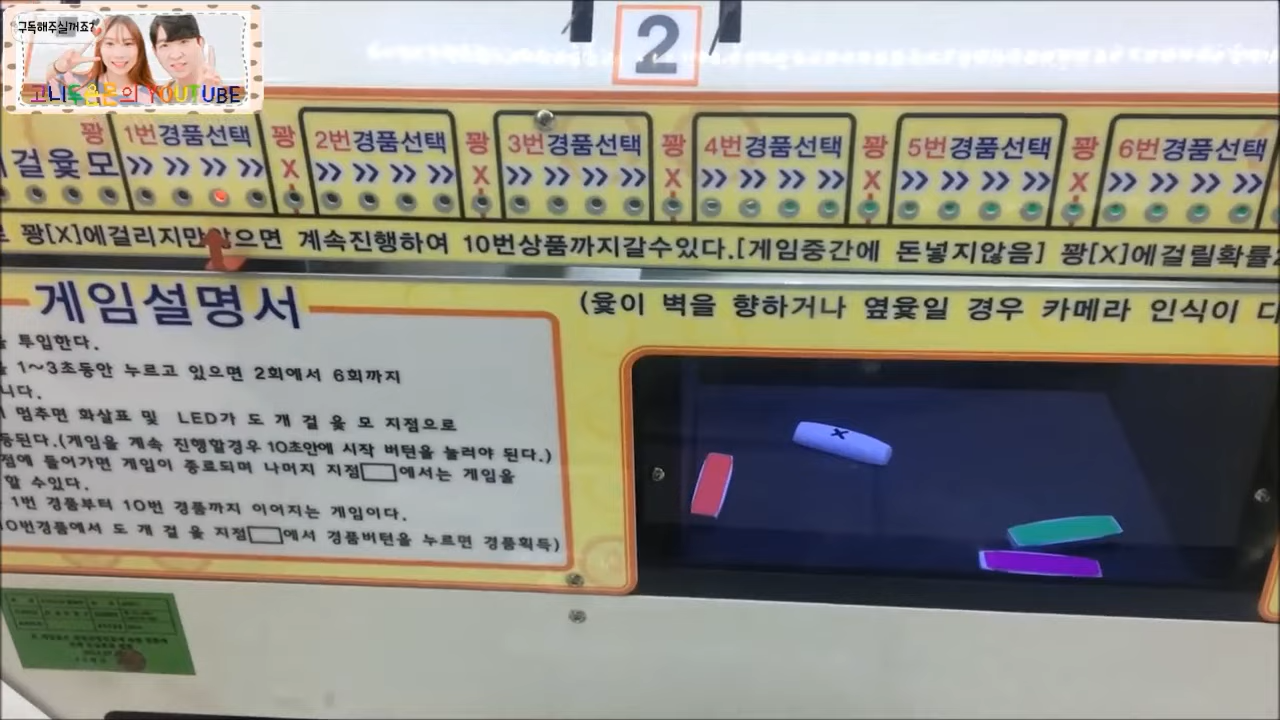 구독해주실꺼죠?
고니두은은의 YOUTUBE
2
꽝 1번경품선택 꽝 2번경품선택 꽝 3번경품선택 꽝 4번경품선택 꽝 5번경품선택 꽝 6번경품선택
걸윷모 >> >> >> >> X >> >> >> >> X >> >> >> >> X >> >> >> >> X >> >> >> >> X >> >> >> >>
꽝[X]에걸리지만않으면 계속진행하여 10번상품까지갈수있다.[게임중간에 돈넣지않음] 꽝[X]에걸릴확률
게임설명서
(윷이 벽을 향하거나 옆윷일 경우 카메라 인식이
투입한다.
1~3초동안 누르고 있으면 2회에서 6회까지
니다.
멈추면 화살표 및 LED가 도 개 걸 윷 모 지점으로
동된다.(게임을 계속 진행할경우 10초안에 시작 버턴을 눌러야 된다.)
점에 들어가면 게임이 종료되며 나머지 지점 에서는 게임을
할 수있다.
1번 경품부터 10번 경품까지 이어지는 게임이다.
10번경품에서 도 개 걸 윷 지점 에서 경품버턴을 누르면 경품획득)
X